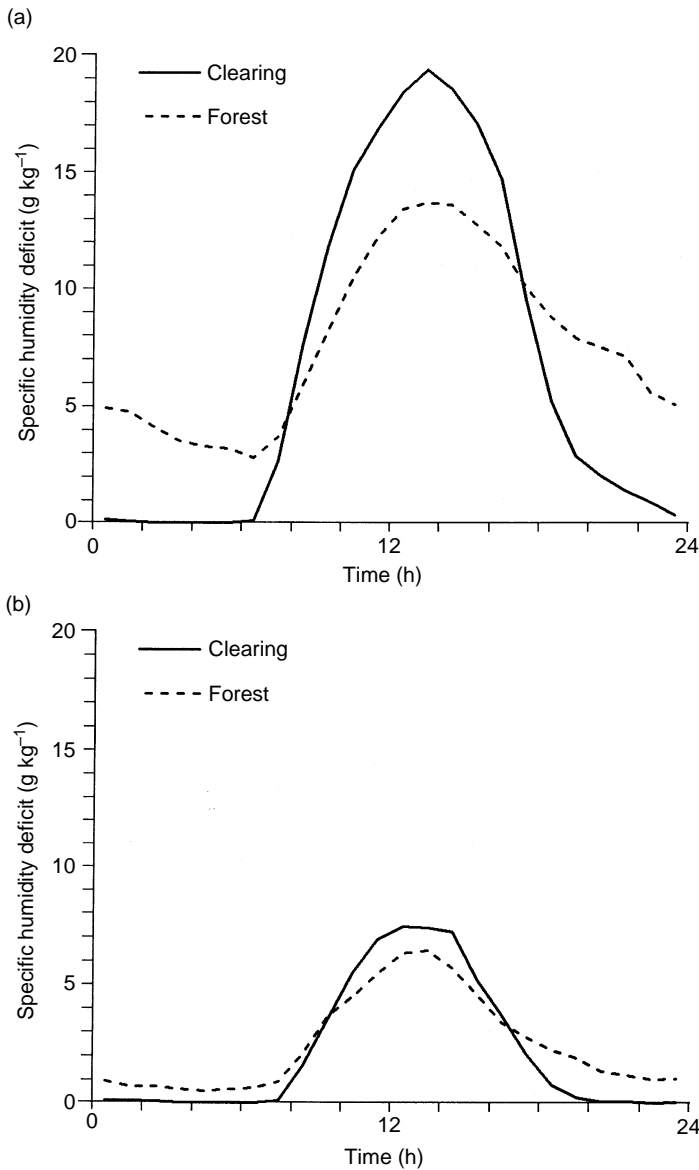 (a)
20
15
10
5
0
Specific humidity deficit (g kg⁻¹)
Clearing
Forest
0
12
24
Time (h)
(b)
20
15
10
5
0
Specific humidity deficit (g kg⁻¹)
Clearing
Forest
0
12
24
Time (h)